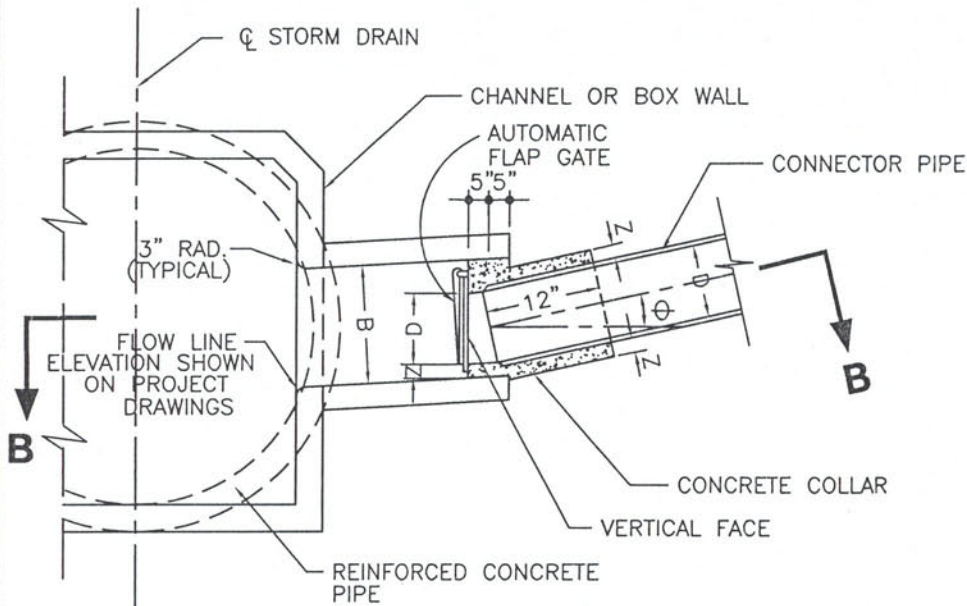 ℄ STORM DRAIN
CHANNEL OR BOX WALL
AUTOMATIC
FLAP GATE
5" 5"
CONNECTOR PIPE
3" RAD.
(TYPICAL)
Z
12"
D
B
D
Φ
Z
Z
FLOW LINE
ELEVATION SHOWN
ON PROJECT
DRAWINGS
B
B
CONCRETE COLLAR
VERTICAL FACE
REINFORCED CONCRETE
PIPE